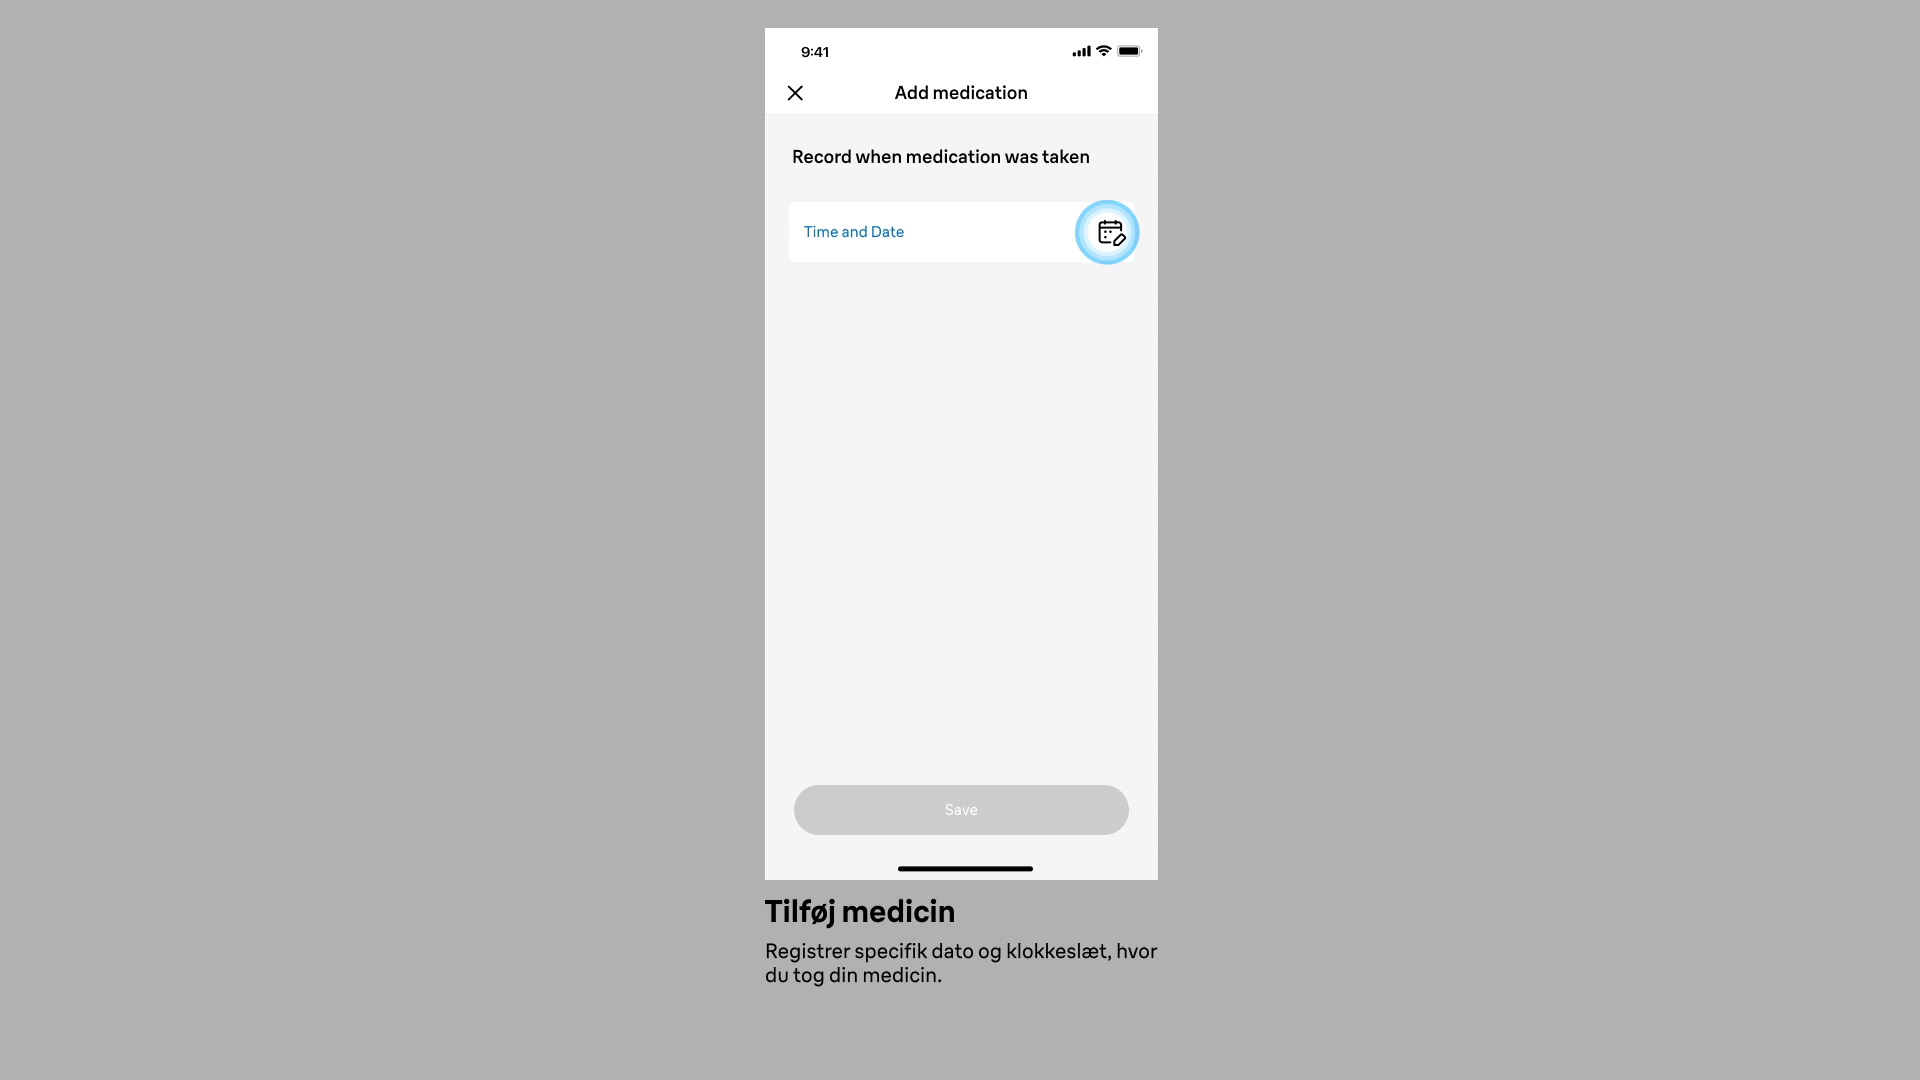 9:41
Add medication
Record when medication was taken
Time and Date
Save
Tilføj medicin
Registrer specifik dato og klokkeslæt, hvor
du tog din medicin.